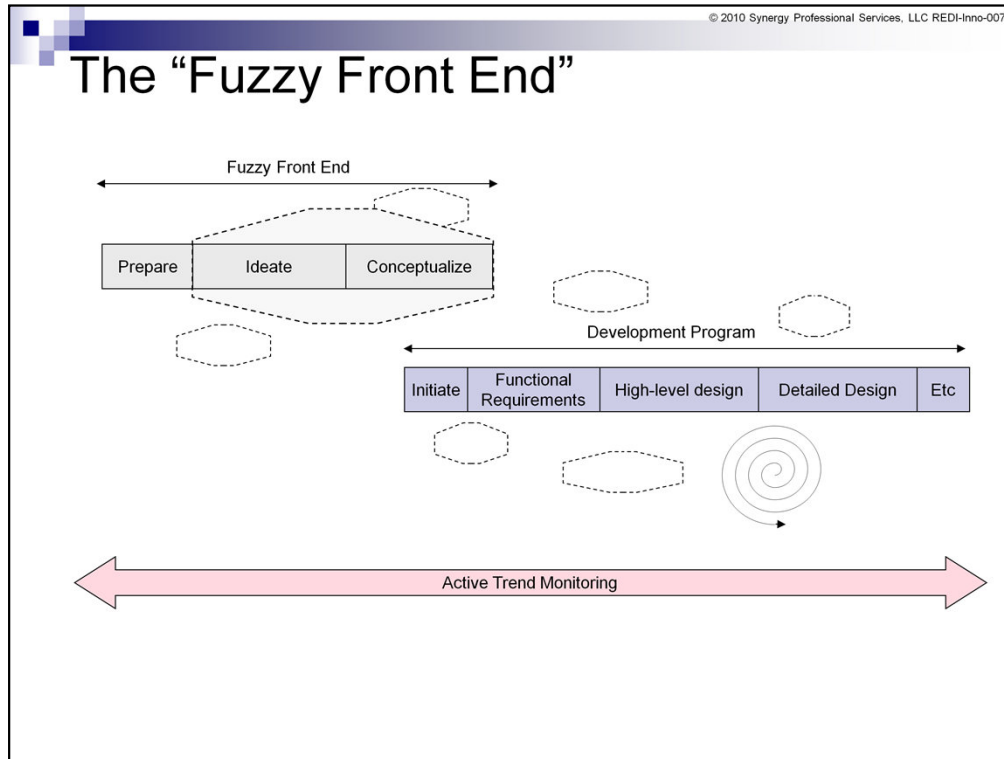 © 2010 Synergy Professional Services, LLC REDI-Inno-007
The “Fuzzy Front End”
Fuzzy Front End
Prepare
Ideate
Conceptualize
Development Program
Initiate
Functional
Requirements
High-level design
Detailed Design
Etc
Active Trend Monitoring